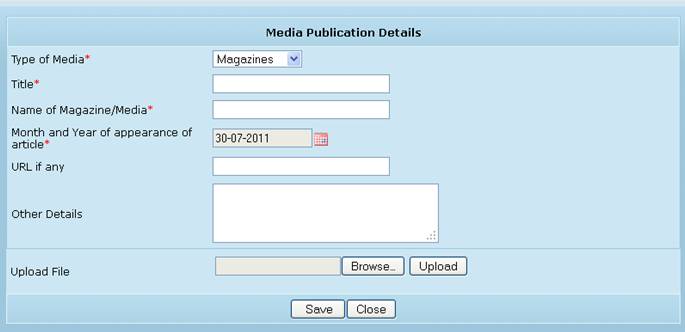 Media Publication Details
Type of Media* Magazines
Title*
Name of Magazine/Media*
Month and Year of appearance of
article* 30-07-2011
URL if any
Other Details
Upload File Browse... Upload
Save Close